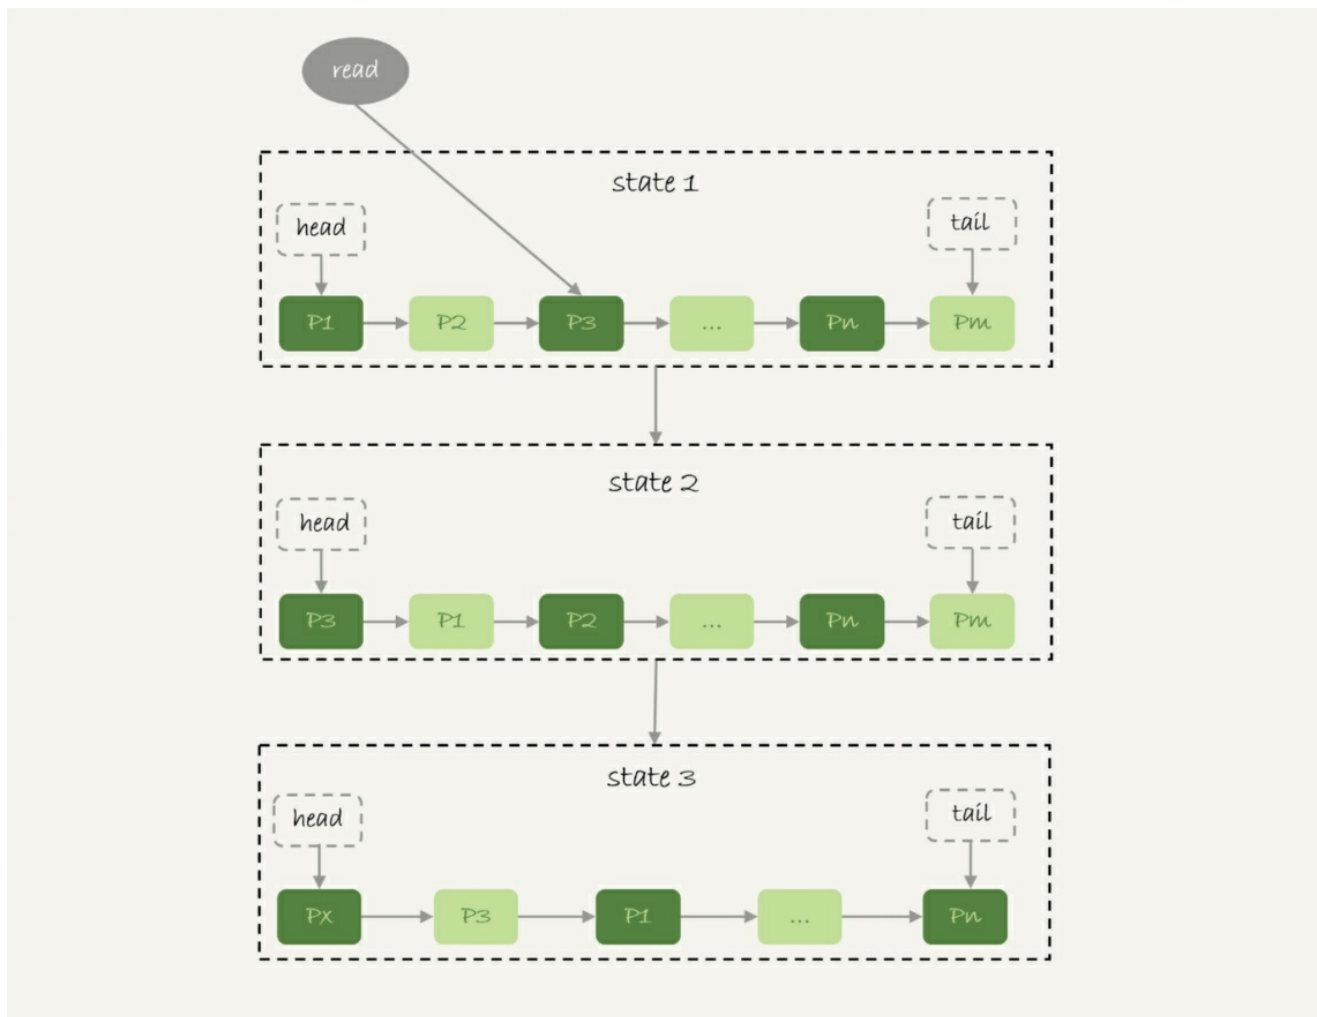 read
state 1
head
tail
P1
P2
P3
...
Pn
Pm
state 2
head
tail
P3
P1
P2
...
Pn
Pm
state 3
head
tail
Px
P3
P1
...
Pn